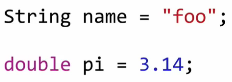 String name = "foo";
double pi = 3.14;